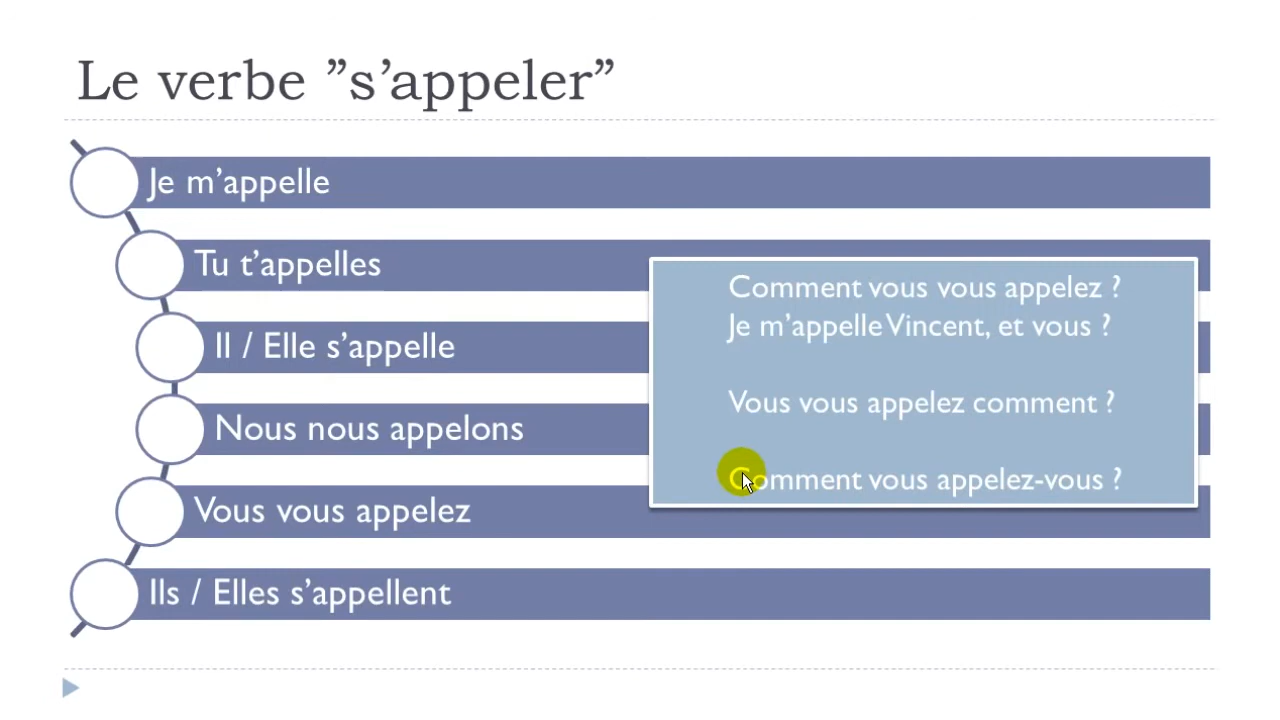 Le verbe ”s’appeler”
Je m’appelle
Tu t’appelles
Il / Elle s’appelle
Nous nous appelons
Vous vous appelez
Ils / Elles s’appellent
Comment vous vous appelez ?
Je m’appelle Vincent, et vous ?
Vous vous appelez comment ?
Comment vous appelez-vous ?